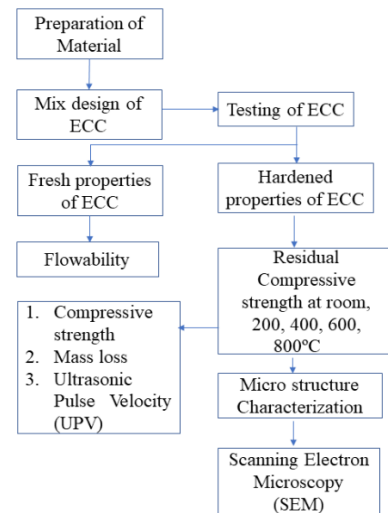 Preparation of
Material
Mix design of
ECC
Testing of ECC
Fresh properties
of ECC
Hardened
properties of ECC
Flowability
Residual
Compressive
strength at room,
200, 400, 600,
800ºC
1. Compressive
strength
2. Mass loss
3. Ultrasonic
Pulse Velocity
(UPV)
Micro structure
Characterization
Scanning Electron
Microscopy
(SEM)